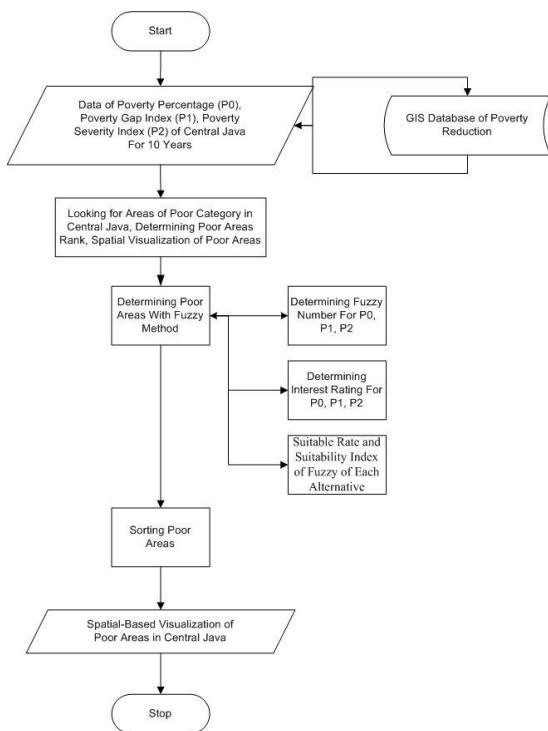 Start
Data of Poverty Percentage (P0),
Poverty Gap Index (P1), Poverty
Severity Index (P2) of Central Java
For 10 Years
GIS Database of Poverty
Reduction
Looking for Areas of Poor Category in
Central Java, Determining Poor Areas
Rank, Spatial Visualization of Poor Areas
Determining Poor
Areas With Fuzzy
Method
Determining Fuzzy
Number For P0,
P1, P2
Determining
Interest Rating For
P0, P1, P2
Suitable Rate and
Suitability Index
of Fuzzy of Each
Alternative
Sorting Poor
Areas
Spatial-Based Visualization of
Poor Areas in Central Java
Stop